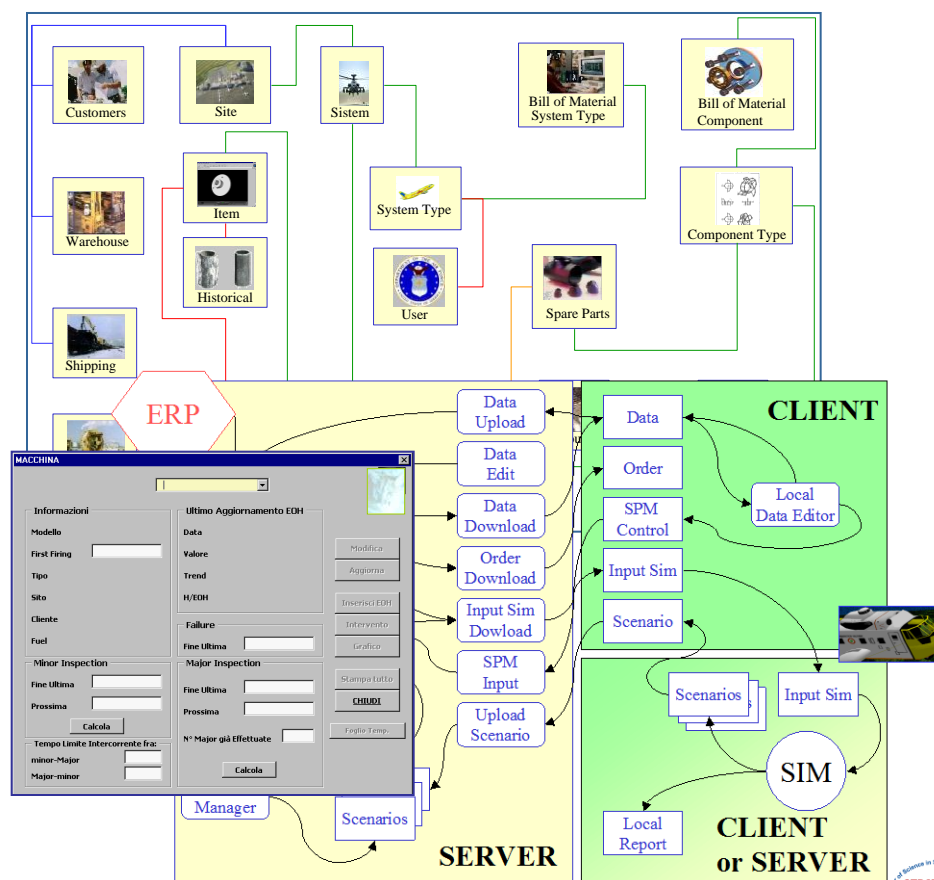 Customers
Site
Sistem
Bill of Material
System Type
Bill of Material
Component
Warehouse
Item
System Type
Component Type
Historical
User
Spare Parts
Shipping
ERP
Data
Upload
Data
Edit
Data
Download
Order
Download
Input Sim
Dowload
SPM
Input
Upload
Scenario
Manager
Scenarios
SERVER
CLIENT
Data
Order
SPM
Control
Input Sim
Scenario
Local
Data Editor
Scenarios
Input Sim
SIM
Local
Report
CLIENT
or SERVER
MACCHINA
Informazioni
Modello
First Firing
Tipo
Sito
Cliente
Fuel
Minor Inspection
Fine Ultima
Prossima
Calcola
Tempo Limite Intercorrente fra:
minor-Major
Major-minor
Ultimo Aggiornamento EOH
Data
Valore
Trend
H/EOH
Failure
Fine Ultima
Major Inspection
Fine Ultima
Prossima
N° Major già Effettuate
Calcola
Modifica
Aggiorna
Inserisci EOH
Intervento
Grafico
Stampa tutto
CHIUDI
Foglio Temp.
of Science in